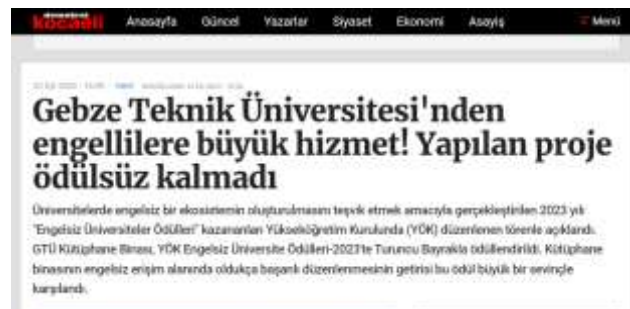 kocaeli Anasayfa Güncel Yazarlar Siyaset Ekonomi Asayiş Menü
Gebze Teknik Üniversitesi'nden
engellilere büyük hizmet! Yapılan proje
ödülsüz kalmadı
Üniversitelerde engelsiz bir ekosistemin oluşturulmasını teşvik etmek amacıyla gerçekleştirilen 2023 yılı
"Engelsiz Üniversiteler Ödülleri" kazananları Yükseköğretim Kurulunda (YÖK) düzenlenen törenle açıklandı.
GTÜ Kütüphane Binası, YÖK Engelsiz Üniversite Ödülleri-2023'te Turuncu Bayrakla ödüllendirildi. Kütüphane
binasının engelsiz erişim alanında oldukça başarılı düzenlenmesinin getirisi bu ödül büyük bir sevinçle
karşılandı.